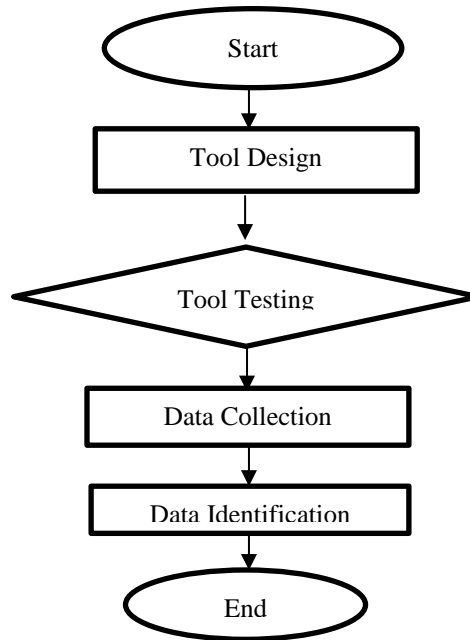 Start
Tool Design
Tool Testing
Data Collection
Data Identification
End